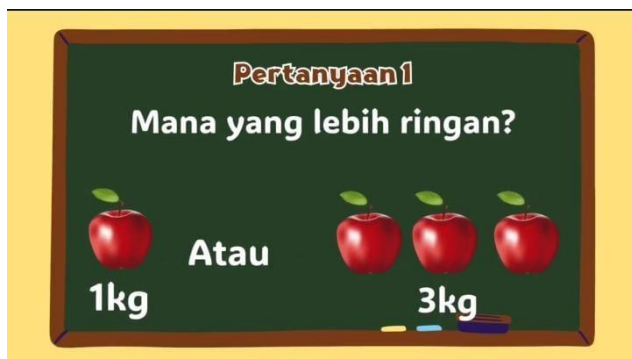 Pertanyaan 1
Mana yang lebih ringan?
Atau
1kg
3kg